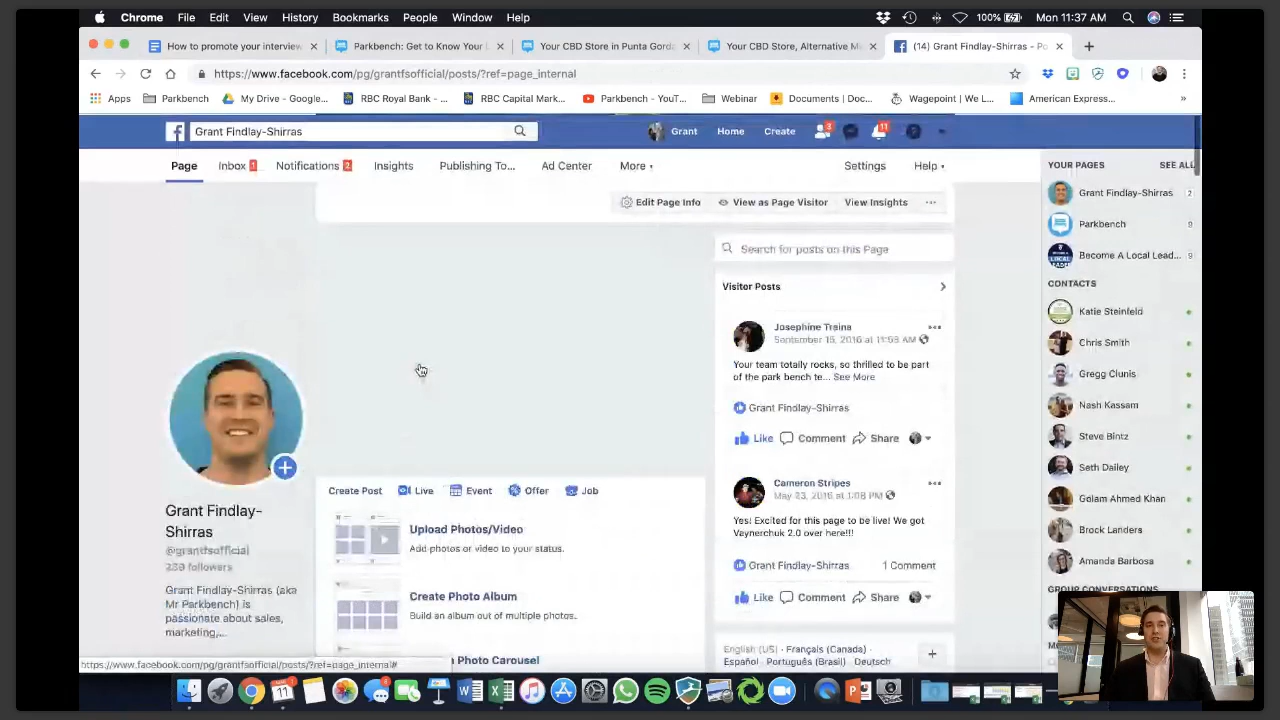 Chrome File Edit View History Bookmarks People Window Help 100% Mon 11:37 AM
How to promote your interview
Parkbench: Get to Know Your
Your CBD Store in Punta Gord
Your CBD Store, Alternative M
(14) Grant Findlay-Shirras - Po
https://www.facebook.com/pg/grantfsofficial/posts/?ref=page_internal
Apps Parkbench My Drive - Google... RBC Royal Bank - ... RBC Capital Mark... Parkbench - YouT... Webinar Documents | Doc... Wagepoint | We L... American Express... »
Grant Findlay-Shirras
Grant Home Create 3 11
Page Inbox 1 Notifications 2 Insights Publishing To... Ad Center More Settings Help
Edit Page Info View as Page Visitor View Insights ...
Search for posts on this Page
Visitor Posts
Josephine Traina
September 15, 2016 at 11:53 AM
Your team totally rocks, so thrilled to be part
of the park bench te... See More
Grant Findlay-Shirras
Like Comment Share
Cameron Stripes
May 23, 2016 at 1:08 PM
Yes! Excited for this page to be live! We got
Vaynerchuk 2.0 over here!!!
Grant Findlay-Shirras 1 Comment
Like Comment Share
English (US) · Français (Canada) ·
Español · Português (Brasil) · Deutsch
Create Post Live Event Offer Job
Upload Photos/Video
Add photos or video to your status.
Create Photo Album
Build an album out of multiple photos.
Photo Carousel
Grant Findlay-
Shirras
@grantfsofficial
followers
Grant Findlay-Shirras (aka
Mr Parkbench) is
passionate about sales,
marketing,...
https://www.facebook.com/pg/grantfsofficial/posts/?ref=page_internal#
YOUR PAGES SEE ALL
Grant Findlay-Shirras 2
Parkbench 9
Become A Local Lead... 9
CONTACTS
Katie Steinfeld
Chris Smith
Gregg Clunis
Nash Kassam
Steve Bintz
Seth Dailey
Golam Ahmed Khan
Brock Landers
Amanda Barbosa
GROUP CONVERSATIONS